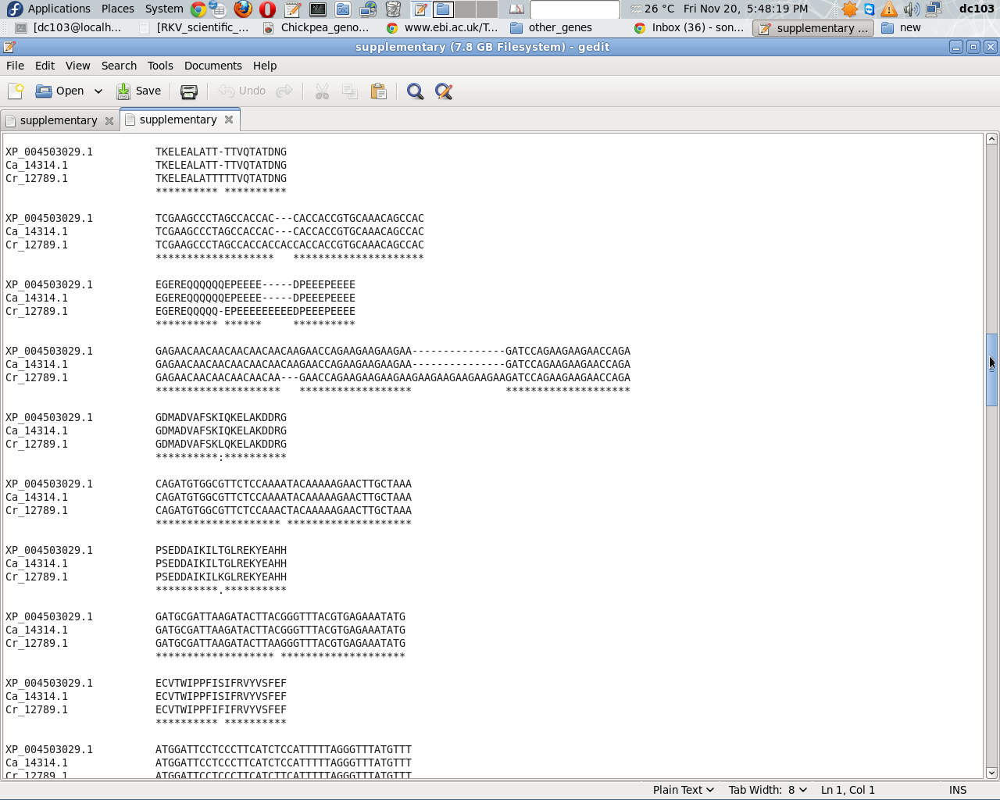 Applications Places System 26 °C Fri Nov 20, 5:48:19 PM dc103
[dc103@localh... [RKV_scientific_... Chickpea_geno... www.ebi.ac.uk/T... other_genes Inbox (36) - son... supplementary ... new
supplementary (7.8 GB Filesystem) - gedit
File Edit View Search Tools Documents Help
Open Save Undo
supplementary supplementary
XP_004503029.1 TKELEALATT-TTVQTATDNG
Ca_14314.1 TKELEALATT-TTVQTATDNG
Cr_12789.1 TKELEALATTTTTVQTATDNG
********** **********
XP_004503029.1 TCGAAGCCCTAGCCACCAC---CACCACCGTGCAAACAGCCAC
Ca_14314.1 TCGAAGCCCTAGCCACCAC---CACCACCGTGCAAACAGCCAC
Cr_12789.1 TCGAAGCCCTAGCCACCACCACCACCACCGTGCAAACAGCCAC
******************* *********************
XP_004503029.1 EGEREQQQQQQEPEEEE-----DPEEEPEEEE
Ca_14314.1 EGEREQQQQQQEPEEEE-----DPEEEPEEEE
Cr_12789.1 EGEREQQQQQ-EPEEEEEEEEEDPEEEPEEEE
********** ****** **********
XP_004503029.1 GAGAACAACAACAACAACAACAAGAACCAGAAGAAGAAGAA---------------GATCCAGAAGAAGAACCAGA
Ca_14314.1 GAGAACAACAACAACAACAACAAGAACCAGAAGAAGAAGAA---------------GATCCAGAAGAAGAACCAGA
Cr_12789.1 GAGAACAACAACAACAACAA---GAACCAGAAGAAGAAGAAGAAGAAGAAGAAGAAGATCCAGAAGAAGAACCAGA
******************** ****************** ********************
XP_004503029.1 GDMADVAFSKIQKELAKDDRG
Ca_14314.1 GDMADVAFSKIQKELAKDDRG
Cr_12789.1 GDMADVAFSKLQKELAKDDRG
**********:**********
XP_004503029.1 CAGATGTGGCGTTCTCCAAAATACAAAAAGAACTTGCTAAA
Ca_14314.1 CAGATGTGGCGTTCTCCAAAATACAAAAAGAACTTGCTAAA
Cr_12789.1 CAGATGTGGCGTTCTCCAAACTACAAAAAGAACTTGCTAAA
******************** ********************
XP_004503029.1 PSEDDAIKILTGLREKYEAHH
Ca_14314.1 PSEDDAIKILTGLREKYEAHH
Cr_12789.1 PSEDDAIKILKGLREKYEAHH
**********.**********
XP_004503029.1 GATGCGATTAAGATACTTACGGGTTTACGTGAGAAATATG
Ca_14314.1 GATGCGATTAAGATACTTACGGGTTTACGTGAGAAATATG
Cr_12789.1 GATGCGATTAAGATACTTAAGGGTTTACGTGAGAAATATG
******************* ********************
XP_004503029.1 ECVTWIPPFISIFRVYVSFEF
Ca_14314.1 ECVTWIPPFISIFRVYVSFEF
Cr_12789.1 ECVTWIPPFIFIFRVYVSFEF
********** **********
XP_004503029.1 ATGGATTCCTCCCTTCATCTCCATTTTTAGGGTTTATGTTT
Ca_14314.1 ATGGATTCCTCCCTTCATCTCCATTTTTAGGGTTTATGTTT
Cr_12789.1 ATGGATTCCTCCCTTCATCTTCATTTTTAGGGTTTATGTTT
Plain Text Tab Width: 8 Ln 1, Col 1 INS